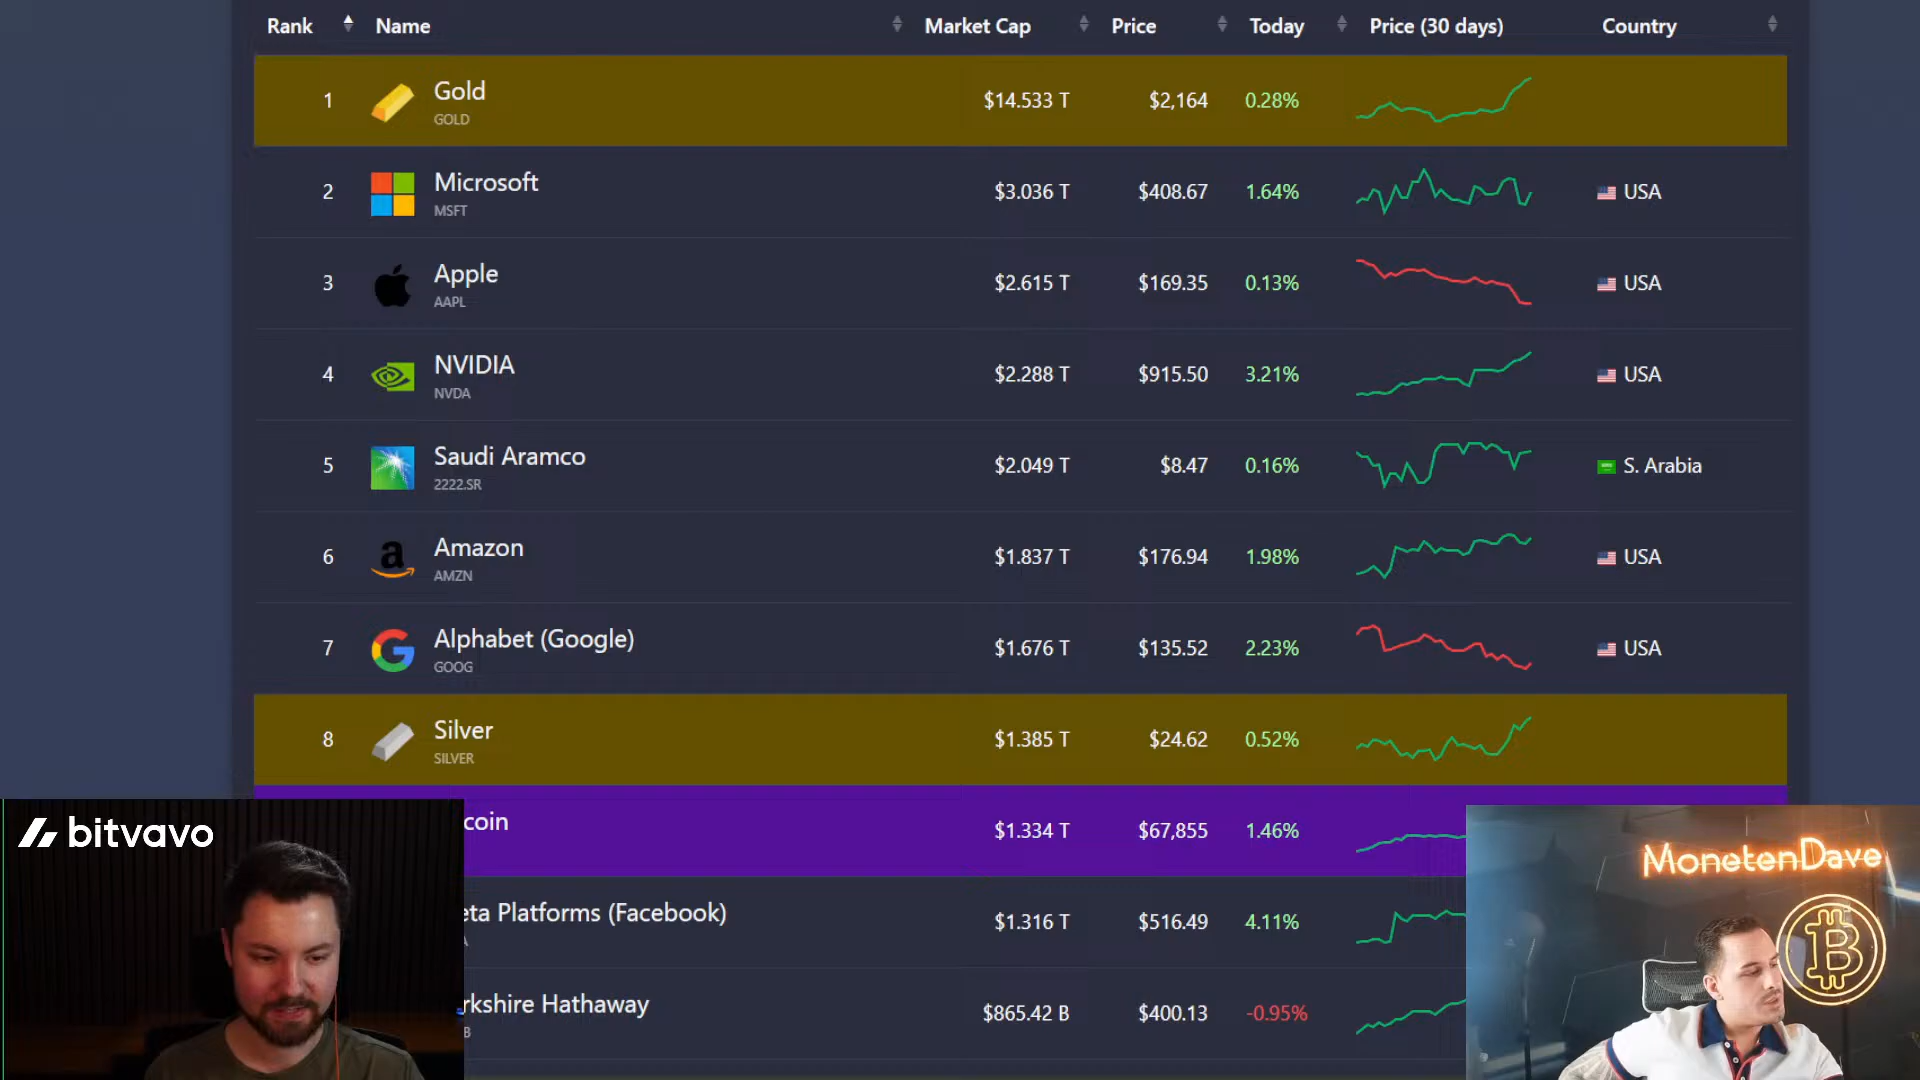 Rank Name Market Cap Price Today Price (30 days) Country
1 Gold $14.533 T $2,164 0.28%
GOLD
2 Microsoft $3.036 T $408.67 1.64% USA
MSFT
3 Apple $2.615 T $169.35 0.13% USA
AAPL
4 NVIDIA $2.288 T $915.50 3.21% USA
NVDA
5 Saudi Aramco $2.049 T $8.47 0.16% S. Arabia
2222.SR
6 Amazon $1.837 T $176.94 1.98% USA
AMZN
7 Alphabet (Google) $1.676 T $135.52 2.23% USA
GOOG
8 Silver $1.385 T $24.62 0.52%
SILVER
coin $1.334 T $67,855 1.46%
eta Platforms (Facebook) $1.316 T $516.49 4.11%
A
rkshire Hathaway $865.42 B $400.13 -0.95%
B
bitvavo
MonetenDave